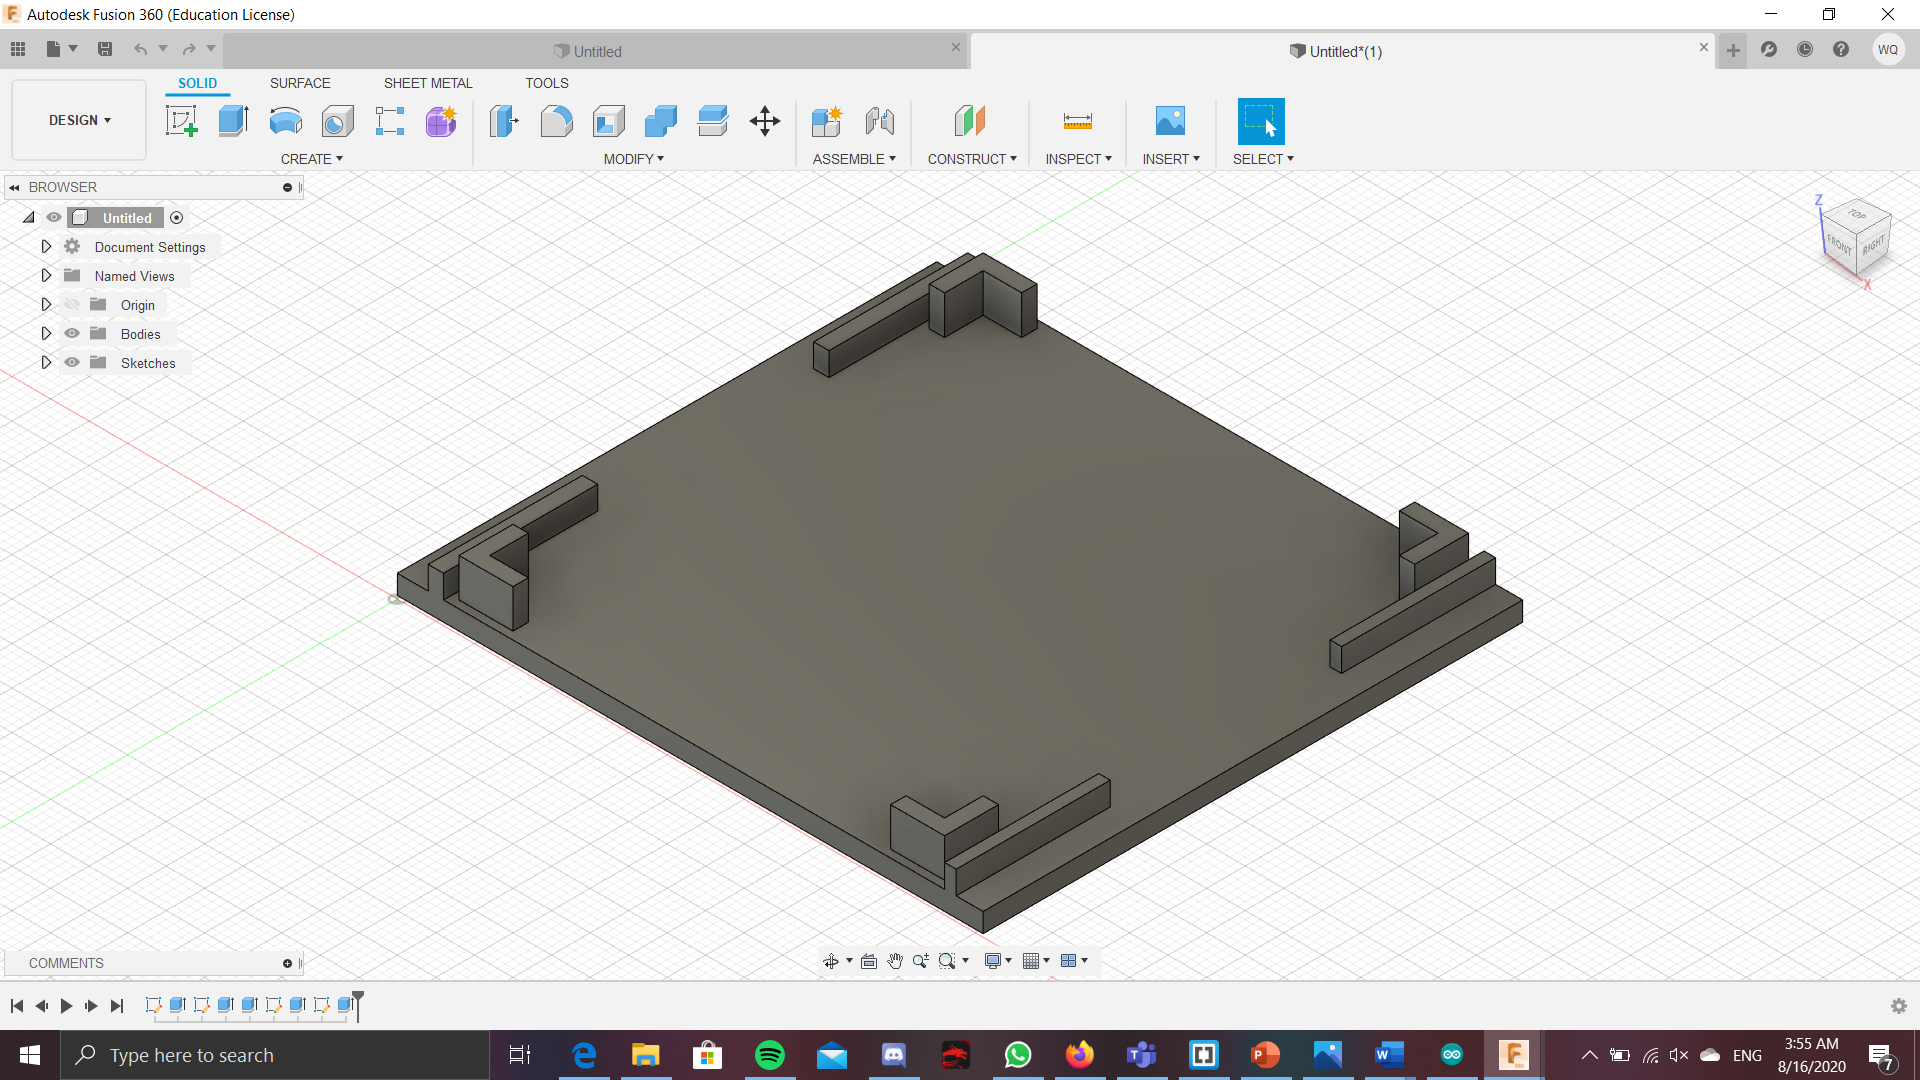 Autodesk Fusion 360 (Education License)
Untitled
Untitled*(1)
WQ
DESIGN
SOLID
SURFACE
SHEET METAL
TOOLS
CREATE
MODIFY
ASSEMBLE
CONSTRUCT
INSPECT
INSERT
SELECT
BROWSER
Untitled
Document Settings
Named Views
Origin
Bodies
Sketches
Z
TOP
FRONT
RIGHT
X
COMMENTS
Type here to search
ENG
3:55 AM
8/16/2020
7